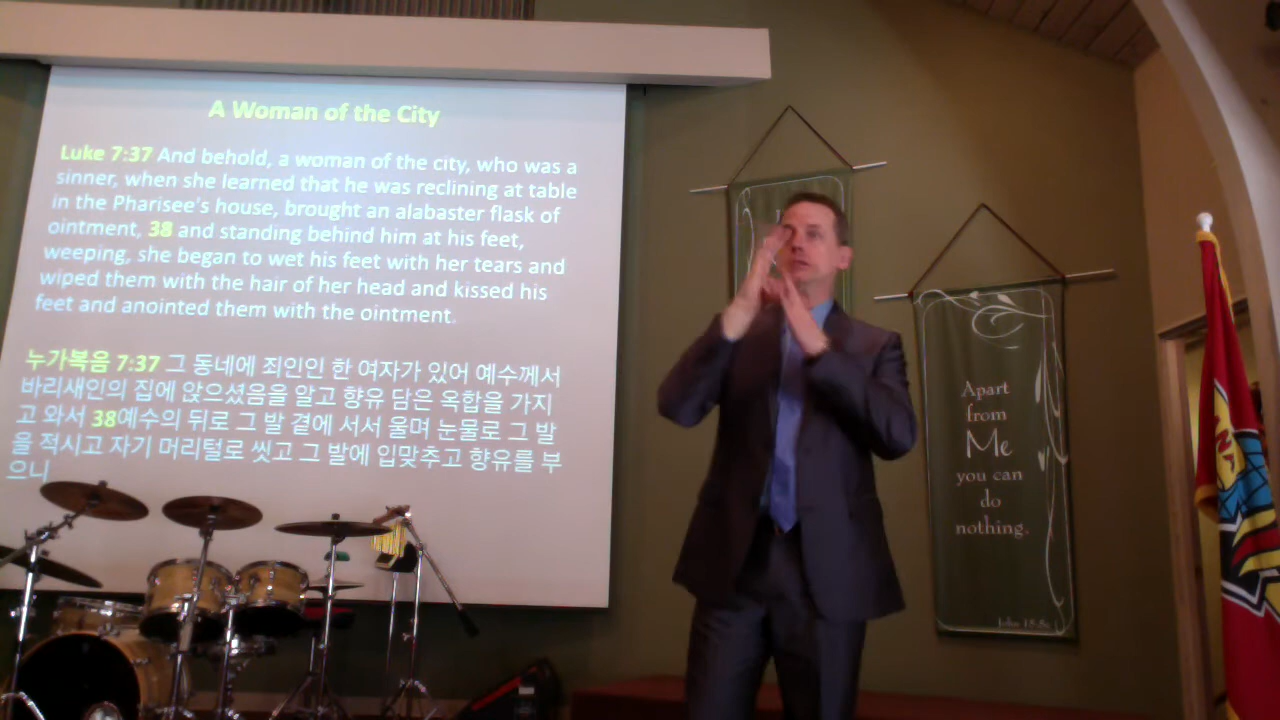 A Woman of the City
Luke 7:37 And behold, a woman of the city, who was a
sinner, when she learned that he was reclining at table
in the Pharisee's house, brought an alabaster flask of
ointment, 38 and standing behind him at his feet,
weeping, she began to wet his feet with her tears and
wiped them with the hair of her head and kissed his
feet and anointed them with the ointment.
누가복음 7:37 그 동네에 죄인인 한 여자가 있어 예수께서
바리새인의 집에 앉으셨음을 알고 향유 담은 옥합을 가지
고 와서 38예수의 뒤로 그 발 곁에 서서 울며 눈물로 그 발
을 적시고 자기 머리털로 씻고 그 발에 입맞추고 향유를 부
으니
Apart
from
Me
you can
do
nothing.